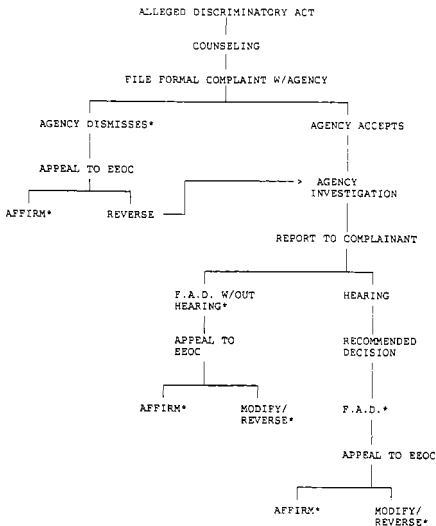 ALLEGED DISCRIMINATORY ACT
COUNSELING
FILE FORMAL COMPLAINT W/AGENCY
AGENCY DISMISSES*
AGENCY ACCEPTS
APPEAL TO EEOC
AGENCY
INVESTIGATION
AFFIRM*
REVERSE
REPORT TO COMPLAINANT
F.A.D. W/OUT
HEARING*
HEARING
APPEAL TO
EEOC
RECOMMENDED
DECISION
AFFIRM*
MODIFY/
REVERSE*
F.A.D.*
APPEAL TO EEOC
AFFIRM*
MODIFY/
REVERSE*